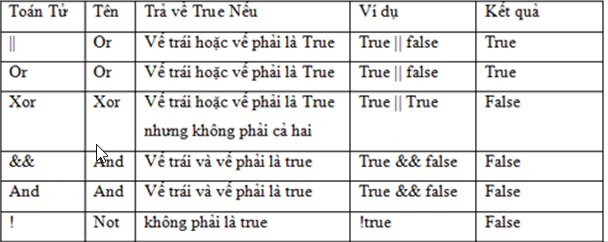 Toán Tử Tên Trả về True Nếu Ví dụ Kết quả
|| Or Vế trái hoặc vế phải là True True || false True
Or Or Vế trái hoặc vế phải là True True || false True
Xor Xor Vế trái hoặc vế phải là True True || True False
nhưng không phải cả hai
&& And Vế trái và vế phải là true True && false False
And And Vế trái và vế phải là true True && false False
! Not không phải là true !true False